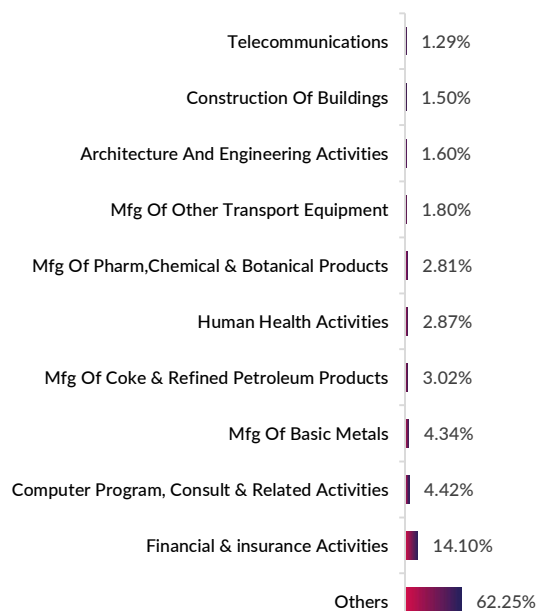 Telecommunications 1.29%
Construction Of Buildings 1.50%
Architecture And Engineering Activities 1.60%
Mfg Of Other Transport Equipment 1.80%
Mfg Of Pharm,Chemical & Botanical Products 2.81%
Human Health Activities 2.87%
Mfg Of Coke & Refined Petroleum Products 3.02%
Mfg Of Basic Metals 4.34%
Computer Program, Consult & Related Activities 4.42%
Financial & insurance Activities 14.10%
Others 62.25%